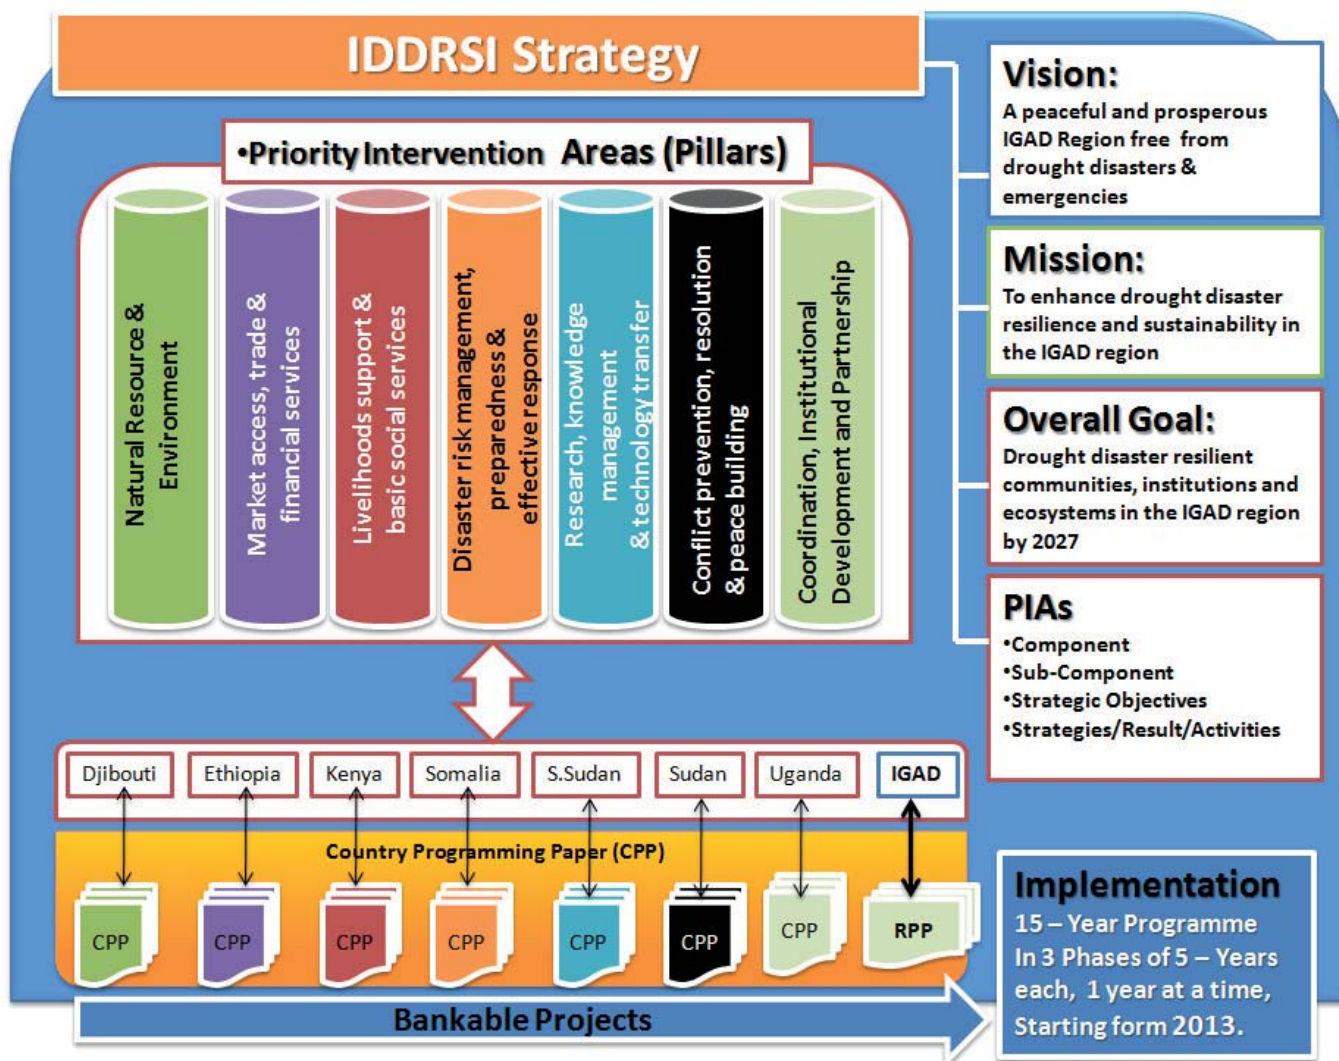 IDDRSI Strategy
•Priority Intervention Areas (Pillars)
Natural Resource &
Environment
Market access, trade &
financial services
Livelihoods support &
basic social services
Disaster risk management,
preparedness &
effective response
Research, knowledge
management
& technology transfer
Conflict prevention, resolution
& peace building
Coordination, Institutional
Development and Partnership
Vision:
A peaceful and prosperous
IGAD Region free from
drought disasters &
emergencies
Mission:
To enhance drought disaster
resilience and sustainability in
the IGAD region
Overall Goal:
Drought disaster resilient
communities, institutions and
ecosystems in the IGAD region
by 2027
PIAs
•Component
•Sub-Component
•Strategic Objectives
•Strategies/Result/Activities
Djibouti
Ethiopia
Kenya
Somalia
S.Sudan
Sudan
Uganda
IGAD
Country Programming Paper (CPP)
CPP
CPP
CPP
CPP
CPP
CPP
CPP
RPP
Bankable Projects
Implementation
15 – Year Programme
In 3 Phases of 5 – Years
each, 1 year at a time,
Starting form 2013.